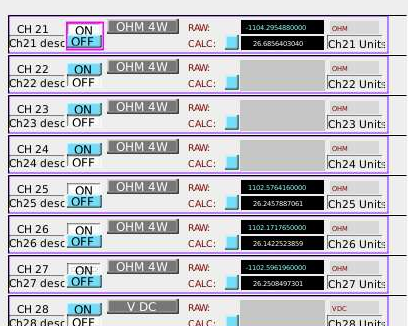 CH 21 ON OHM 4W RAW: -1104.2954880000 OHM
Ch21 desc OFF CALC: 26.6856403040 Ch21 Units
CH 22 ON OHM 4W RAW: OHM
Ch22 desc OFF CALC: Ch22 Units
CH 23 ON OHM 4W RAW: OHM
Ch23 desc OFF CALC: Ch23 Units
CH 24 ON OHM 4W RAW: OHM
Ch24 desc OFF CALC: Ch24 Units
CH 25 ON OHM 4W RAW: 1102.5764160000 OHM
Ch25 desc OFF CALC: 26.2457887061 Ch25 Units
CH 26 ON OHM 4W RAW: 1102.1717650000 OHM
Ch26 desc OFF CALC: 26.1422523859 Ch26 Units
CH 27 ON OHM 4W RAW: -1102.5961960000 OHM
Ch27 desc OFF CALC: 26.2508497301 Ch27 Units
CH 28 ON V DC RAW: VDC
Ch28 desc OFF CALC: Ch28 Units